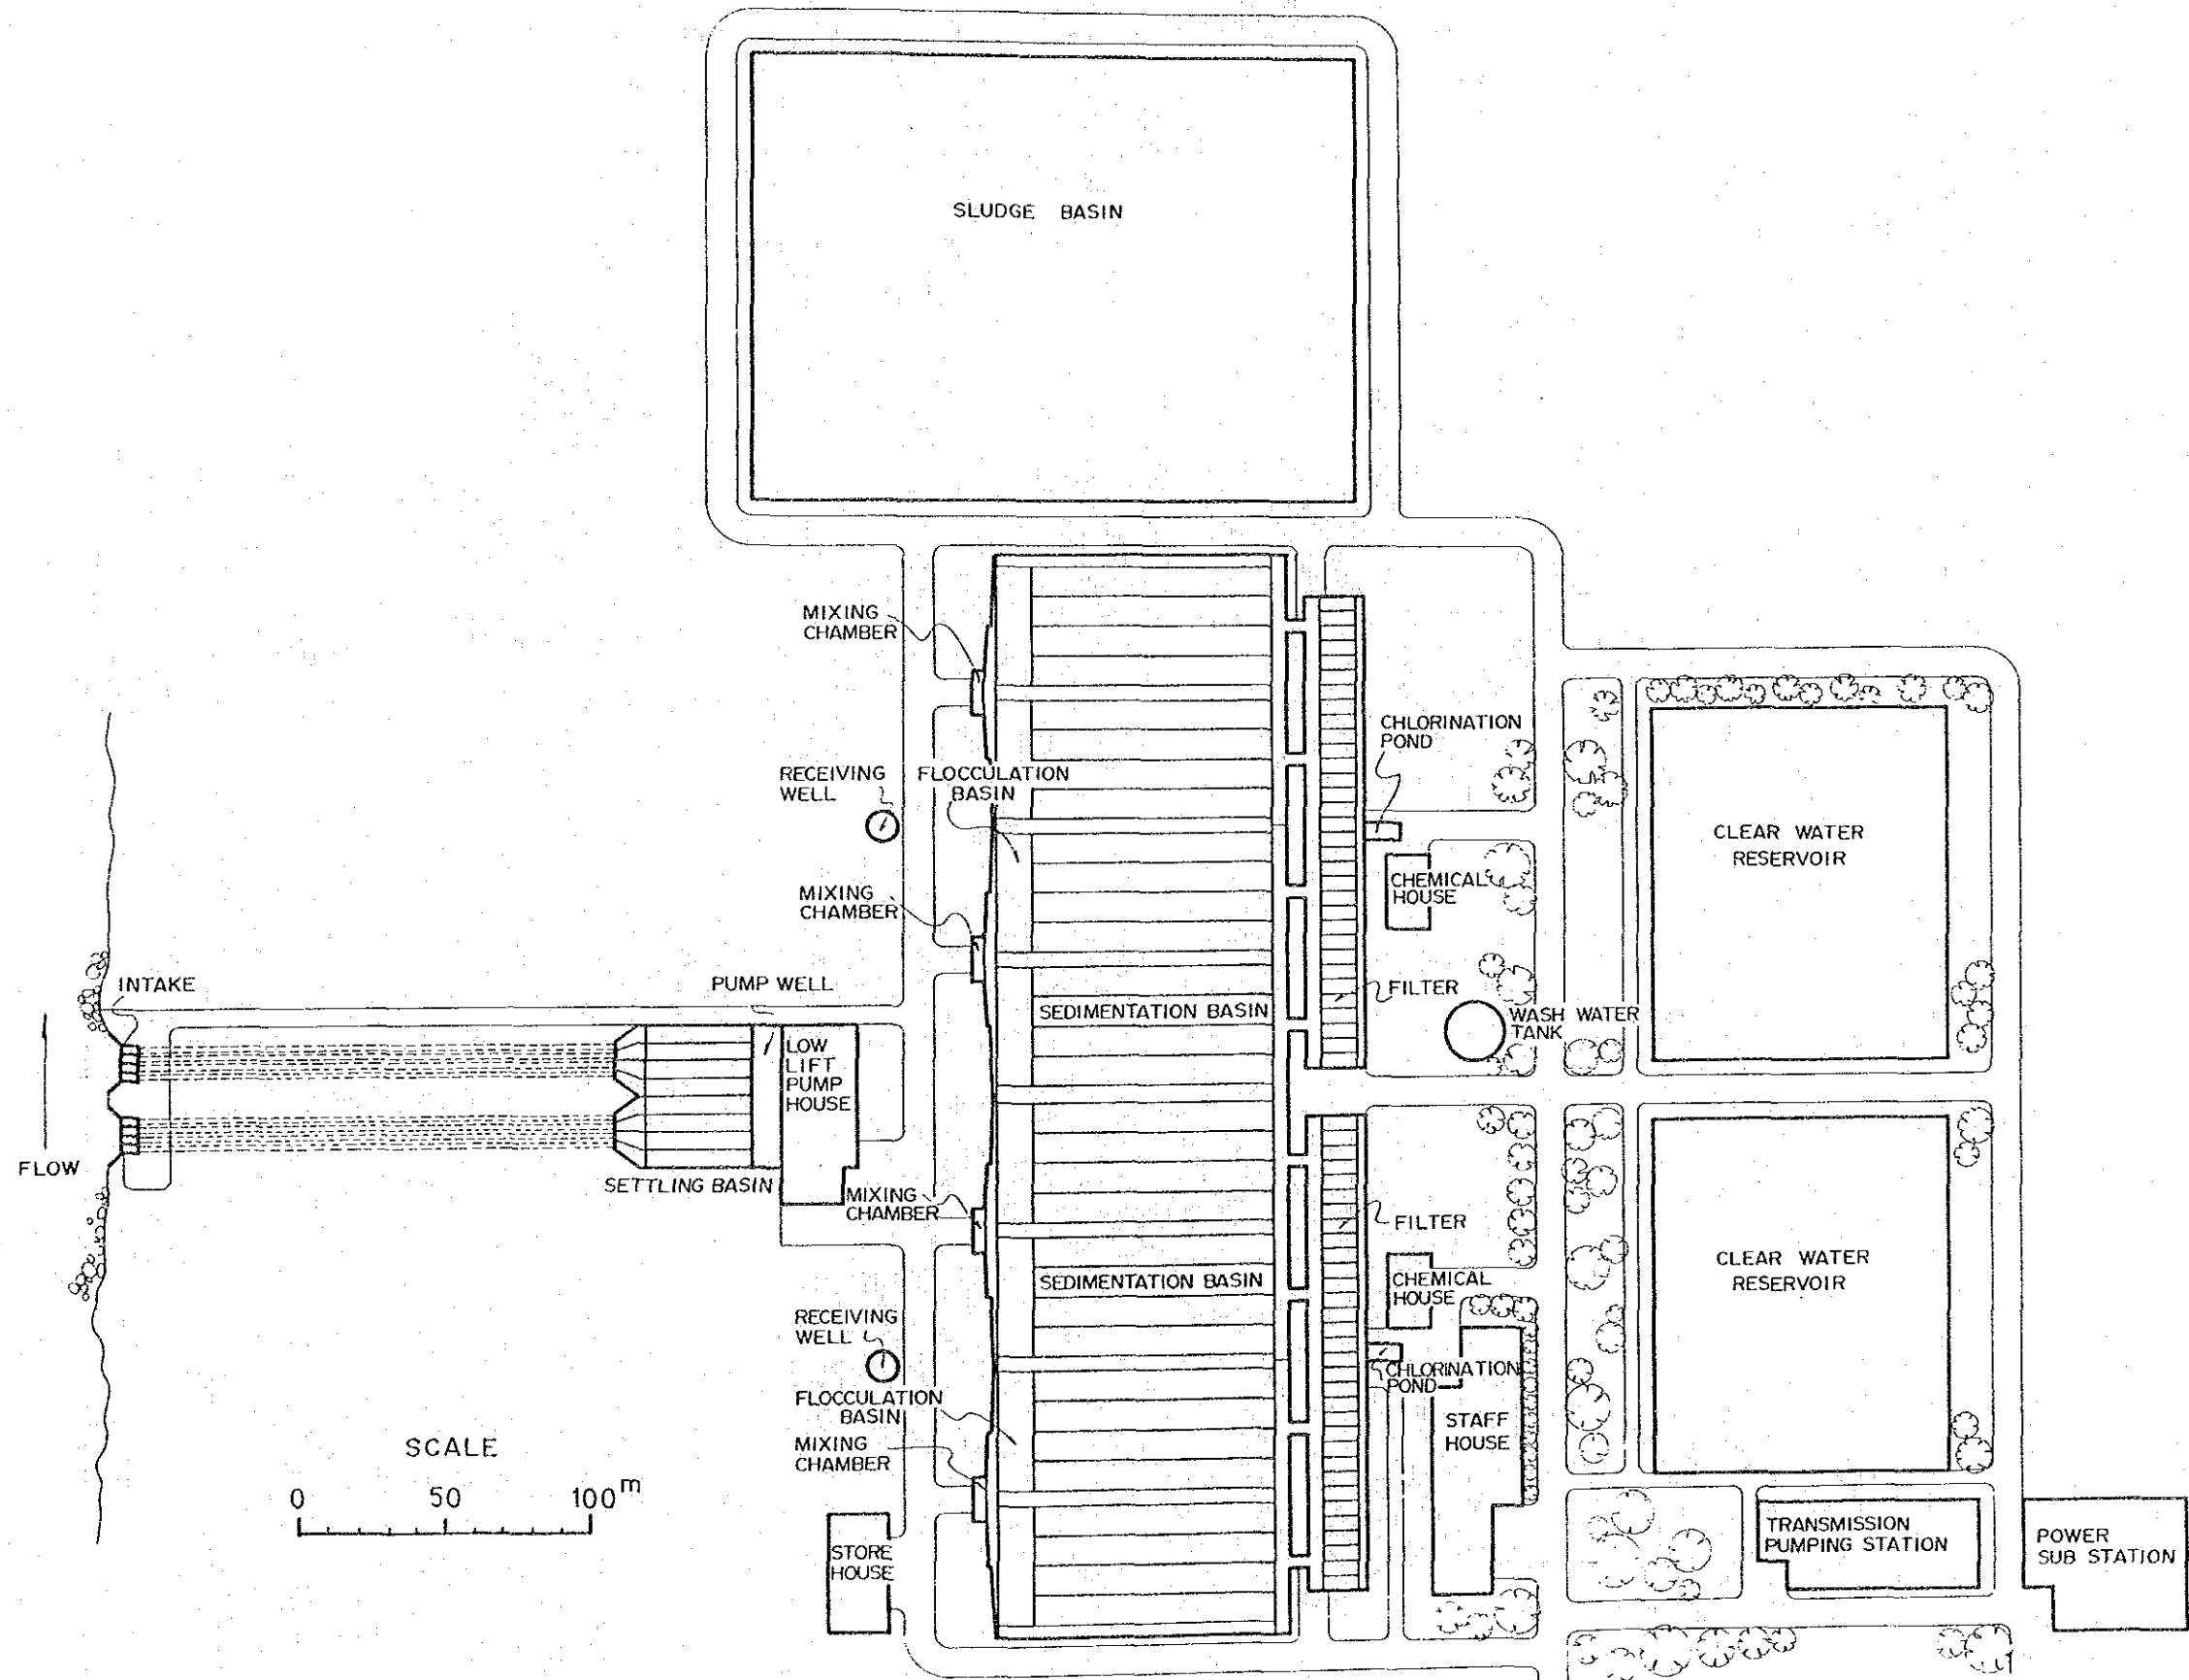 SLUDGE BASIN
MIXING
CHAMBER
CHLORINATION
POND
RECEIVING
WELL
FLOCCULATION
BASIN
CLEAR WATER
RESERVOIR
CHEMICAL
HOUSE
MIXING
CHAMBER
INTAKE
PUMP WELL
FILTER
SEDIMENTATION BASIN
WASH WATER
TANK
LOW
LIFT
PUMP
HOUSE
FLOW
SETTLING BASIN
MIXING
CHAMBER
FILTER
CLEAR WATER
RESERVOIR
SEDIMENTATION BASIN
CHEMICAL
HOUSE
RECEIVING
WELL
CHLORINATION
POND
FLOCCULATION
BASIN
STAFF
HOUSE
MIXING
CHAMBER
SCALE
0 50 100 m
STORE
HOUSE
TRANSMISSION
PUMPING STATION
POWER
SUB STATION